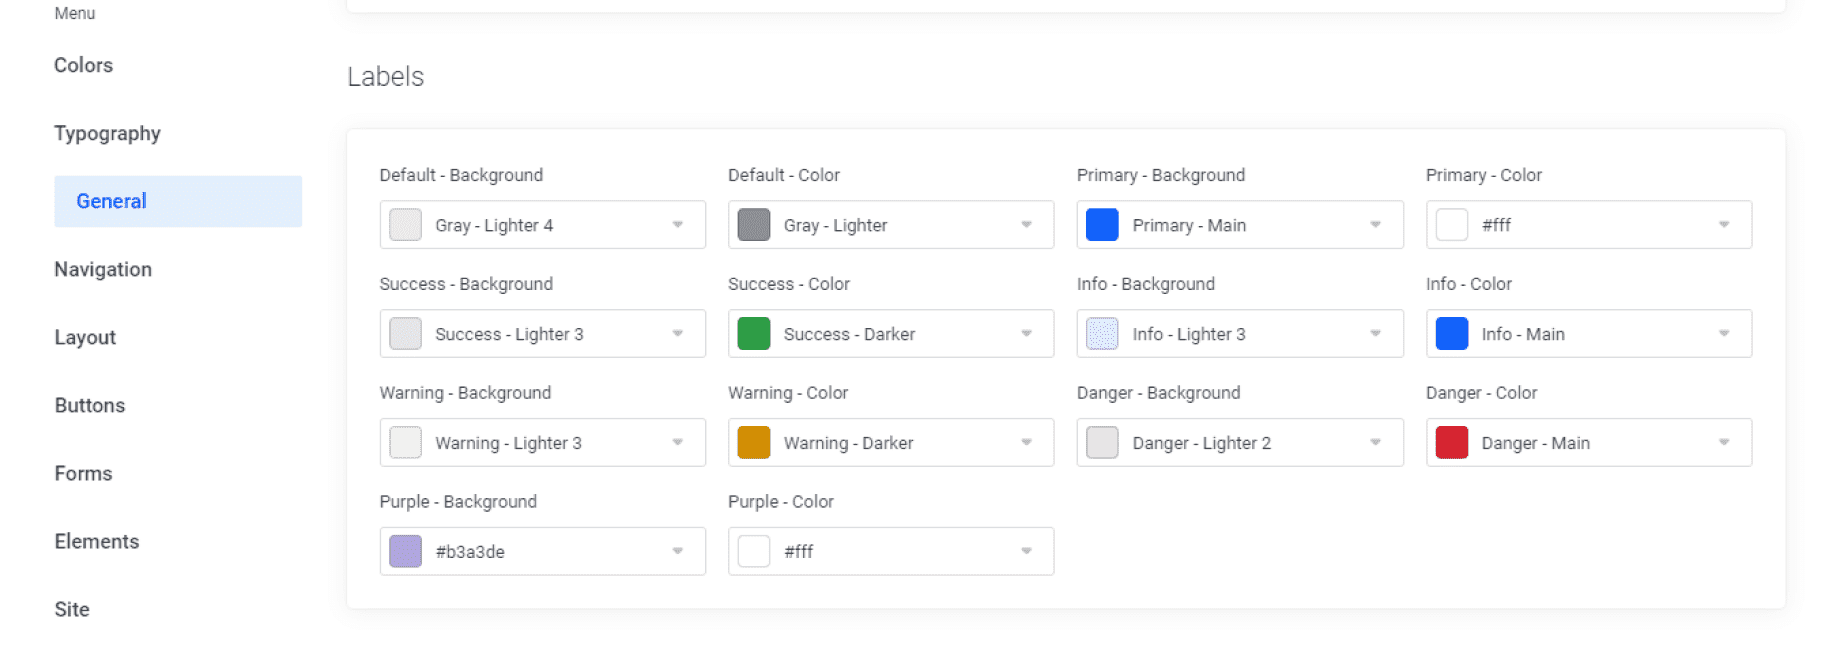 Menu
Colors
Typography
General
Navigation
Layout
Buttons
Forms
Elements
Site
Labels
Default - Background
Default - Color
Primary - Background
Primary - Color
Gray - Lighter 4
Gray - Lighter
Primary - Main
#fff
Success - Background
Success - Color
Info - Background
Info - Color
Success - Lighter 3
Success - Darker
Info - Lighter 3
Info - Main
Warning - Background
Warning - Color
Danger - Background
Danger - Color
Warning - Lighter 3
Warning - Darker
Danger - Lighter 2
Danger - Main
Purple - Background
Purple - Color
#b3a3de
#fff